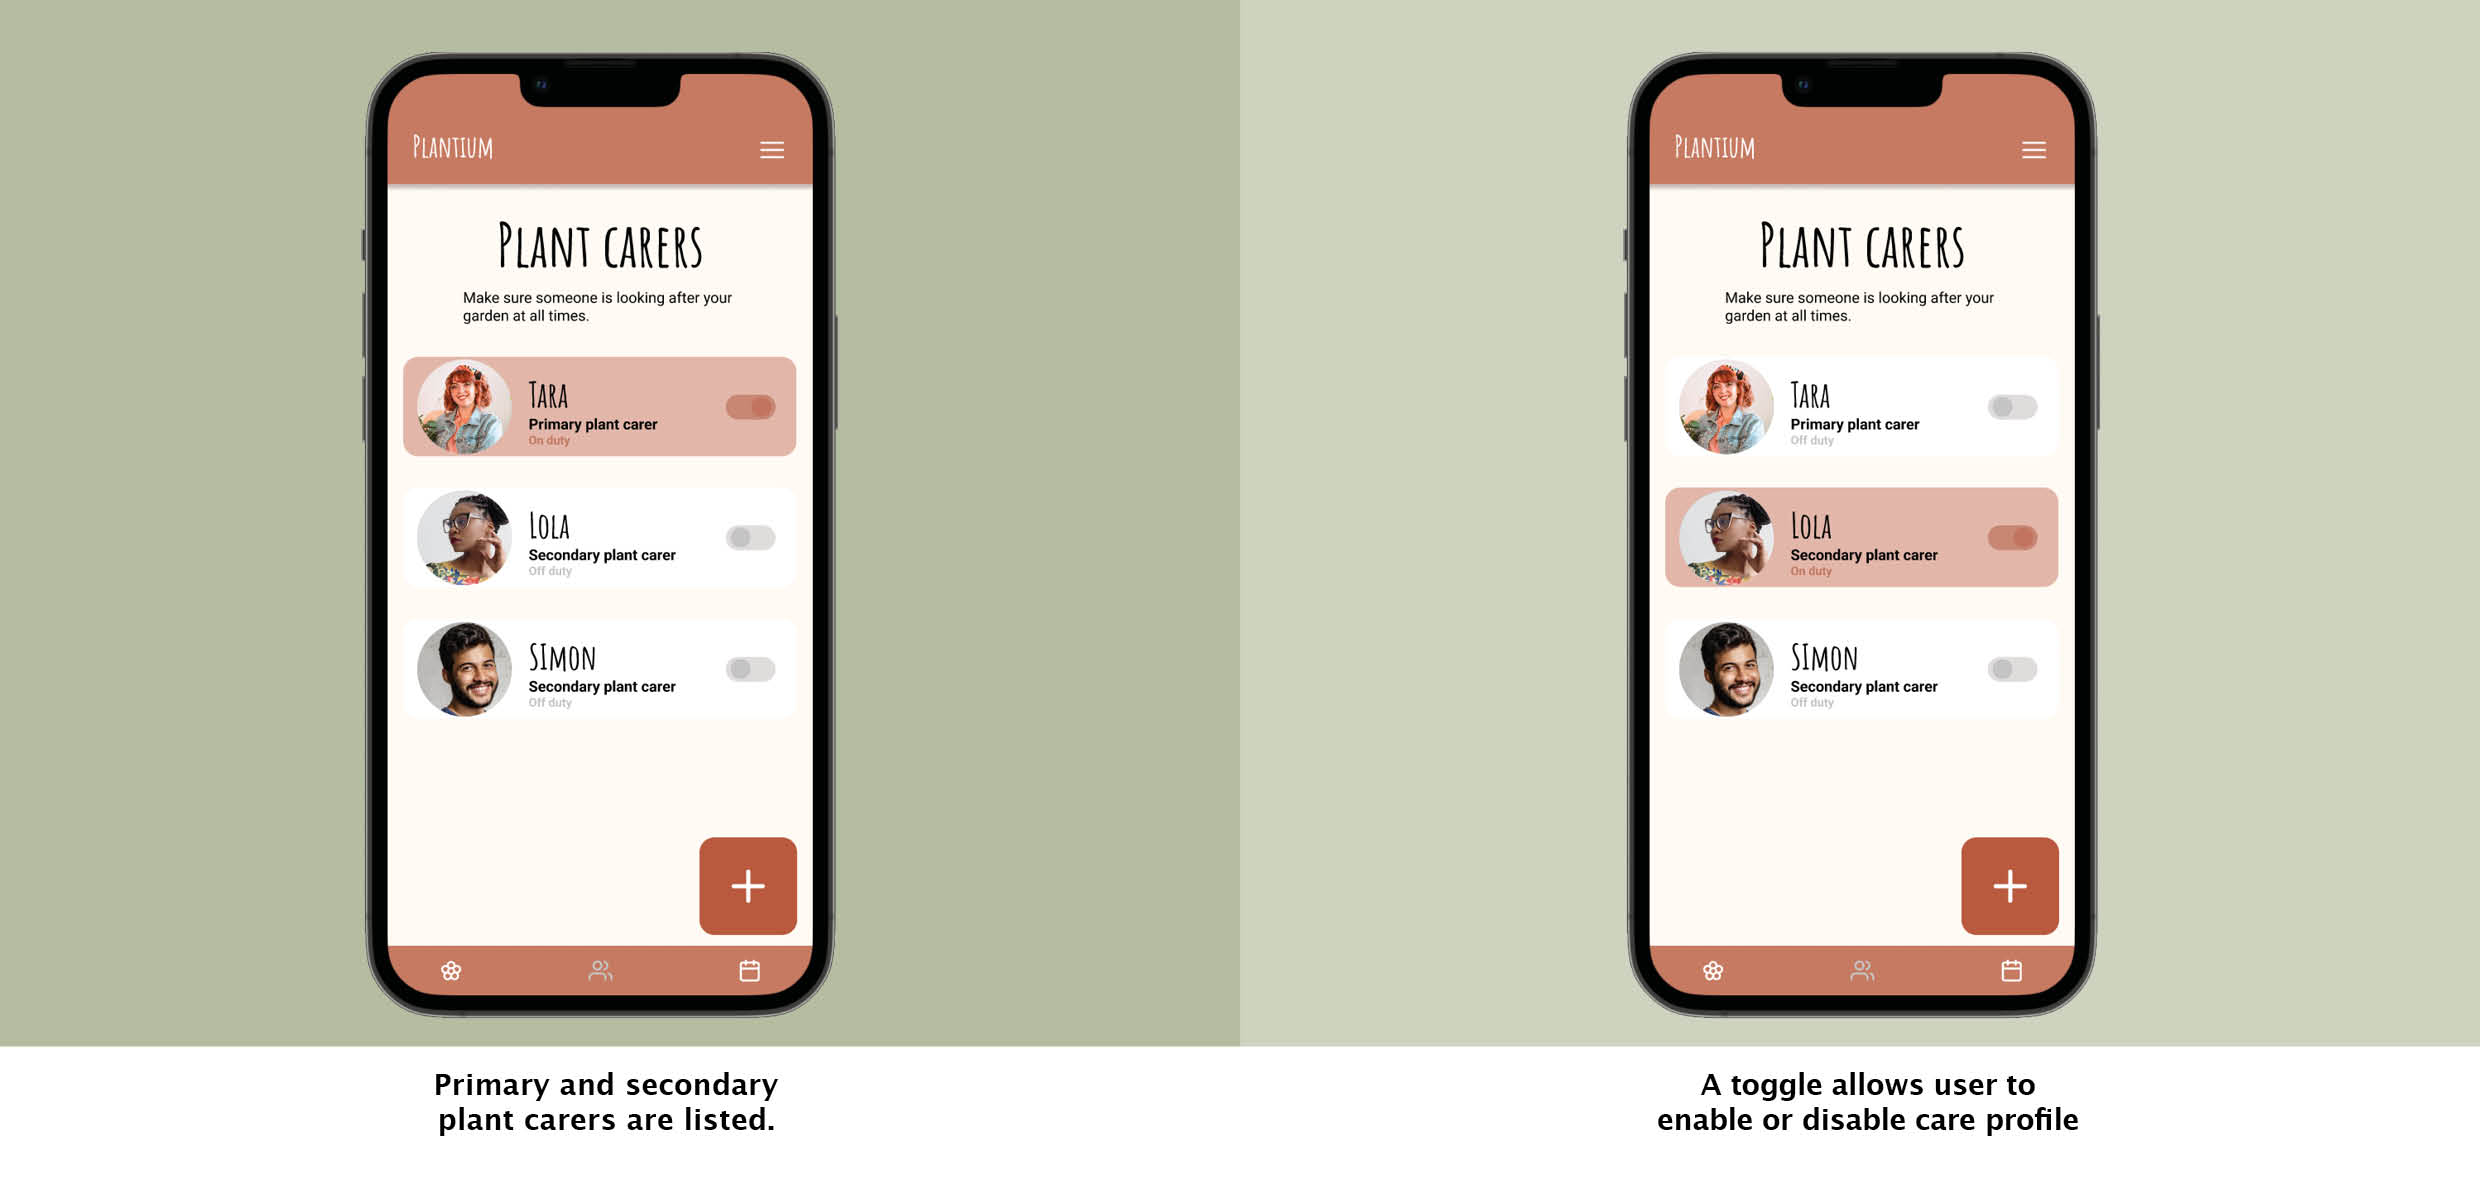 PLANTIUM
PLANT CARERS
Make sure someone is looking after your
garden at all times.
TARA
Primary plant carer
On duty
LOLA
Secondary plant carer
Off duty
SIMON
Secondary plant carer
Off duty
Primary and secondary
plant carers are listed.
PLANTIUM
PLANT CARERS
Make sure someone is looking after your
garden at all times.
TARA
Primary plant carer
Off duty
LOLA
Secondary plant carer
On duty
SIMON
Secondary plant carer
Off duty
A toggle allows user to
enable or disable care profile